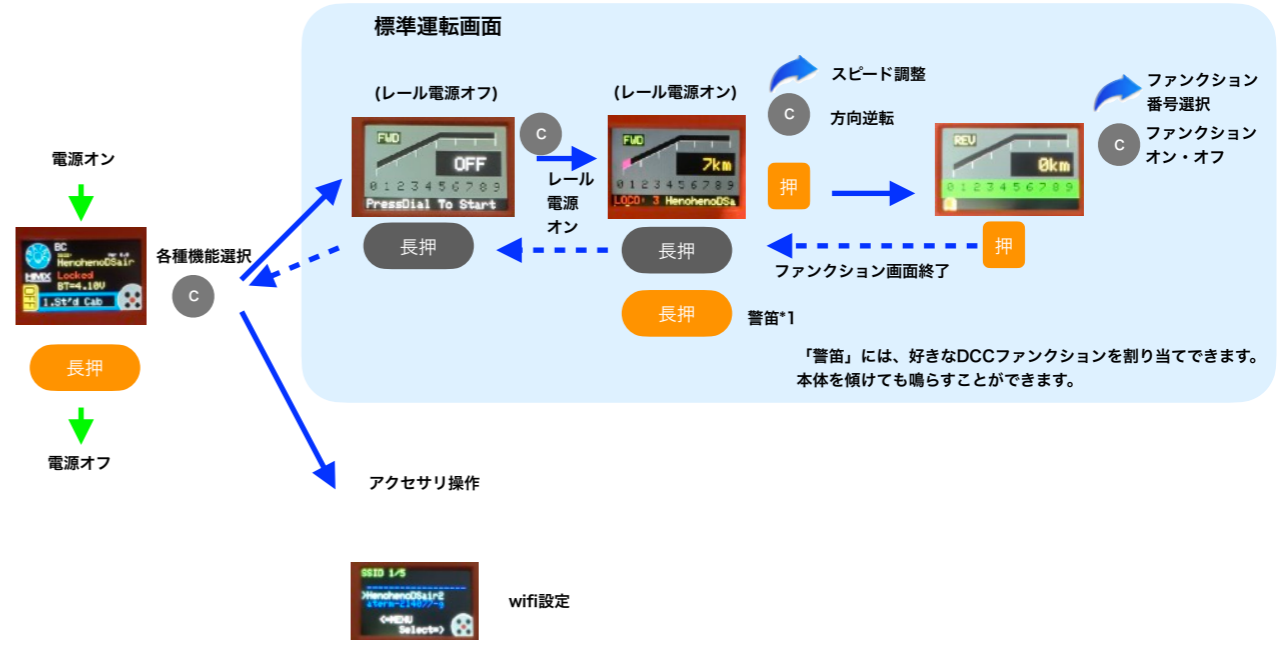 標準運転画面
(レール電源オフ)
(レール電源オン)
スピード調整
C
方向逆転
ファンクション
番号選択
C
ファンクション
オン・オフ
FWD
OFF
0 1 2 3 4 5 6 7 8 9
PressDial To Start
C
レール
電源
オン
FWD
7km
0 1 2 3 4 5 6 7 8 9
LOCO: 3 HenohenoDSa
押
REV
0km
0 1 2 3 4 5 6 7 8 9
長押
長押
押
ファンクション画面終了
長押
警笛*1
「警笛」には、好きなDCCファンクションを割り当てできます。
本体を傾けても鳴らすことができます。
電源オン
BC
HenohenoDSair
HMX
Locked
BT=4.10V
1.St'd Cab
各種機能選択
C
長押
電源オフ
アクセサリ操作
SSID 1/5
>HenohenoDSair2
<=MENU
Select=>
wifi設定